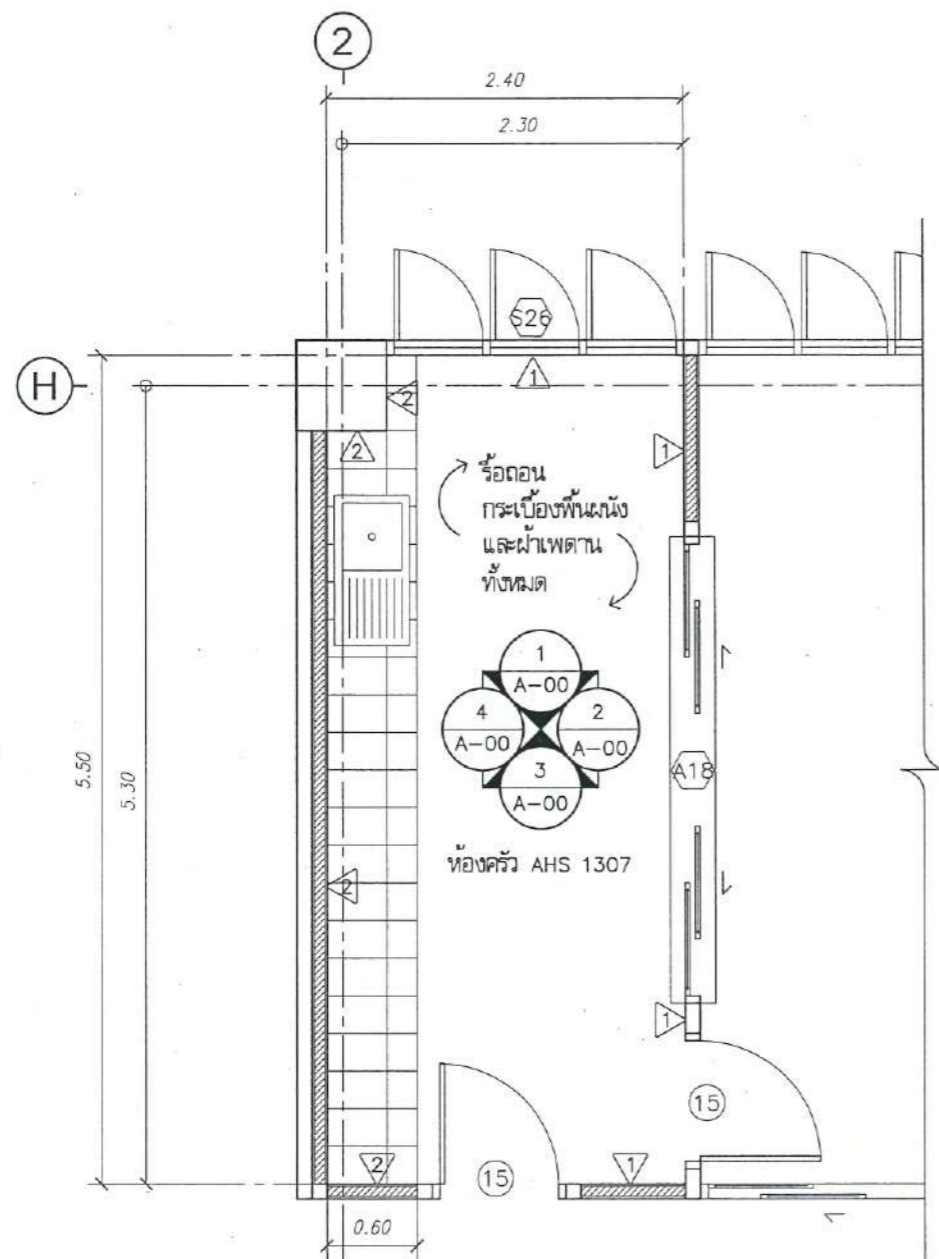 2
2.40
2.30
S26
H
1
2
2
1
รื้อถอน
กระเบื้องพื้นผนัง
และฝ้าเพดาน
ทั้งหมด
1
A-00
4
A-00
2
A-00
3
A-00
A18
5.50
5.30
ห้องครัว AHS 1307
2
1
15
2
15
1
0.60